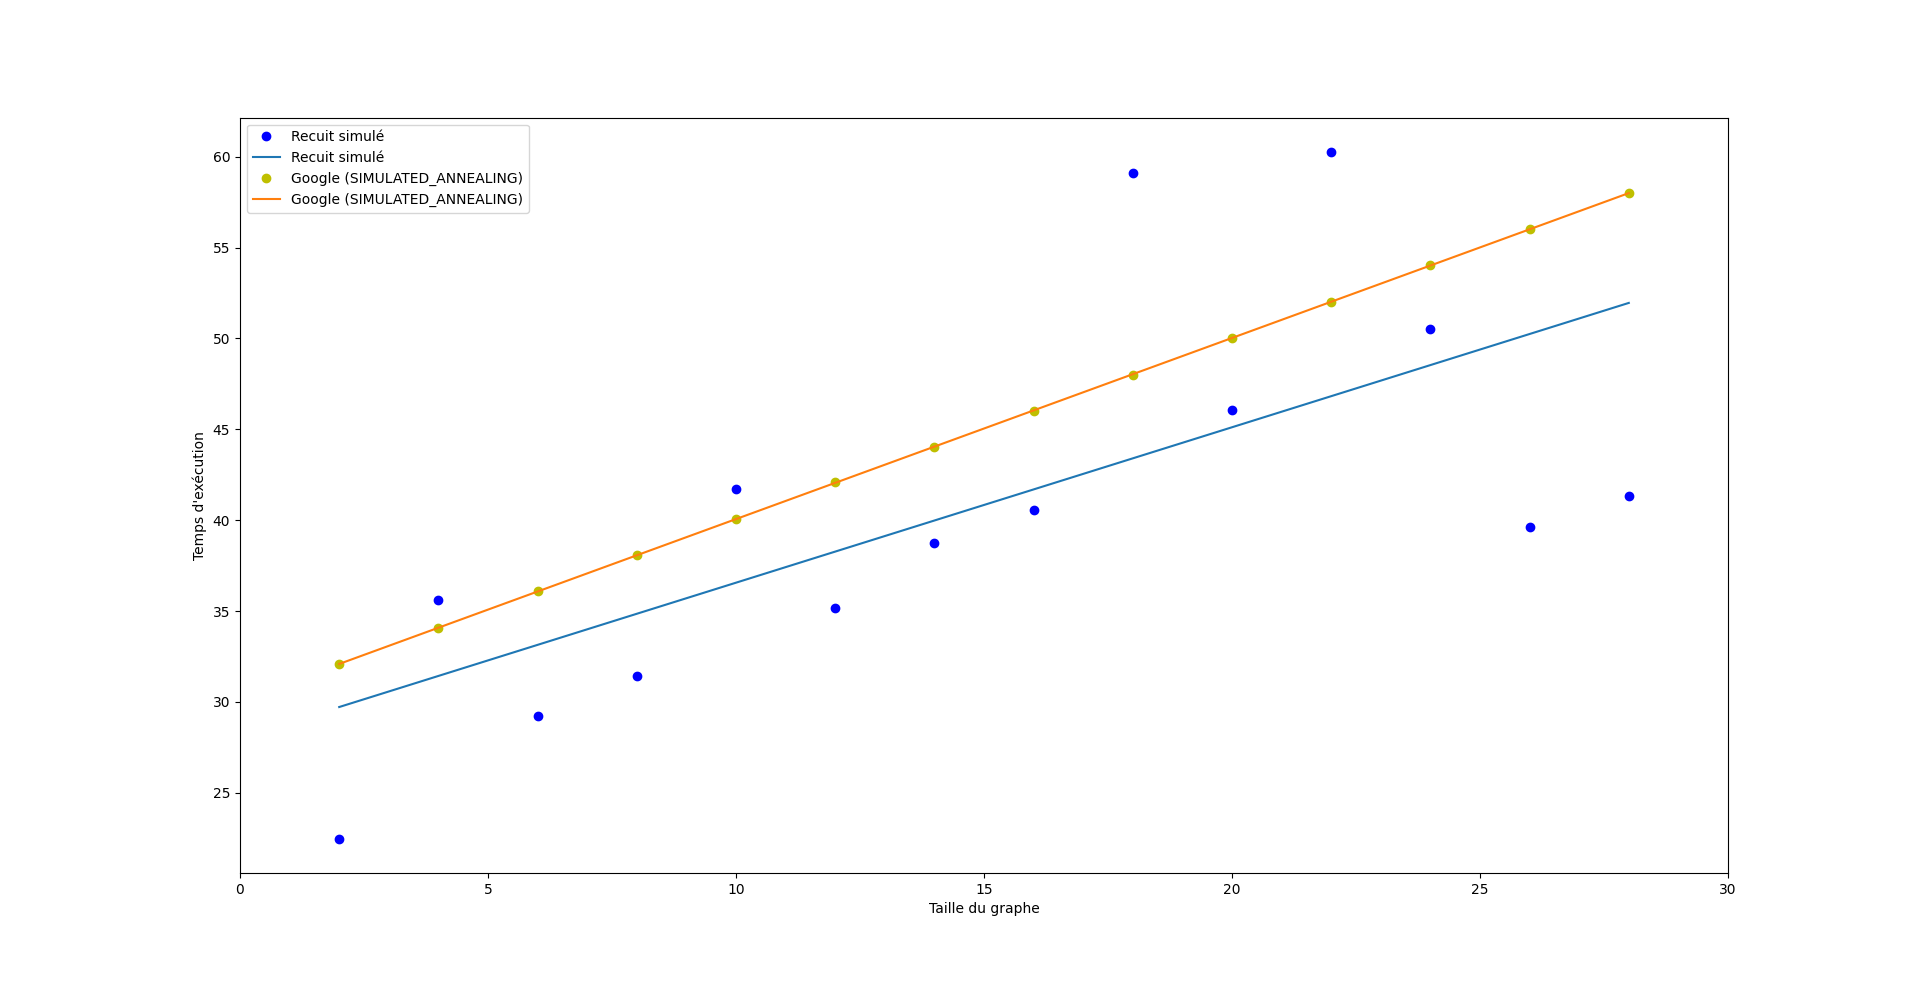 Recuit simulé
Recuit simulé
Google (SIMULATED_ANNEALING)
Google (SIMULATED_ANNEALING)
60
55
50
45
40
35
30
25
Temps d'exécution
0 5 10 15 20 25 30
Taille du graphe